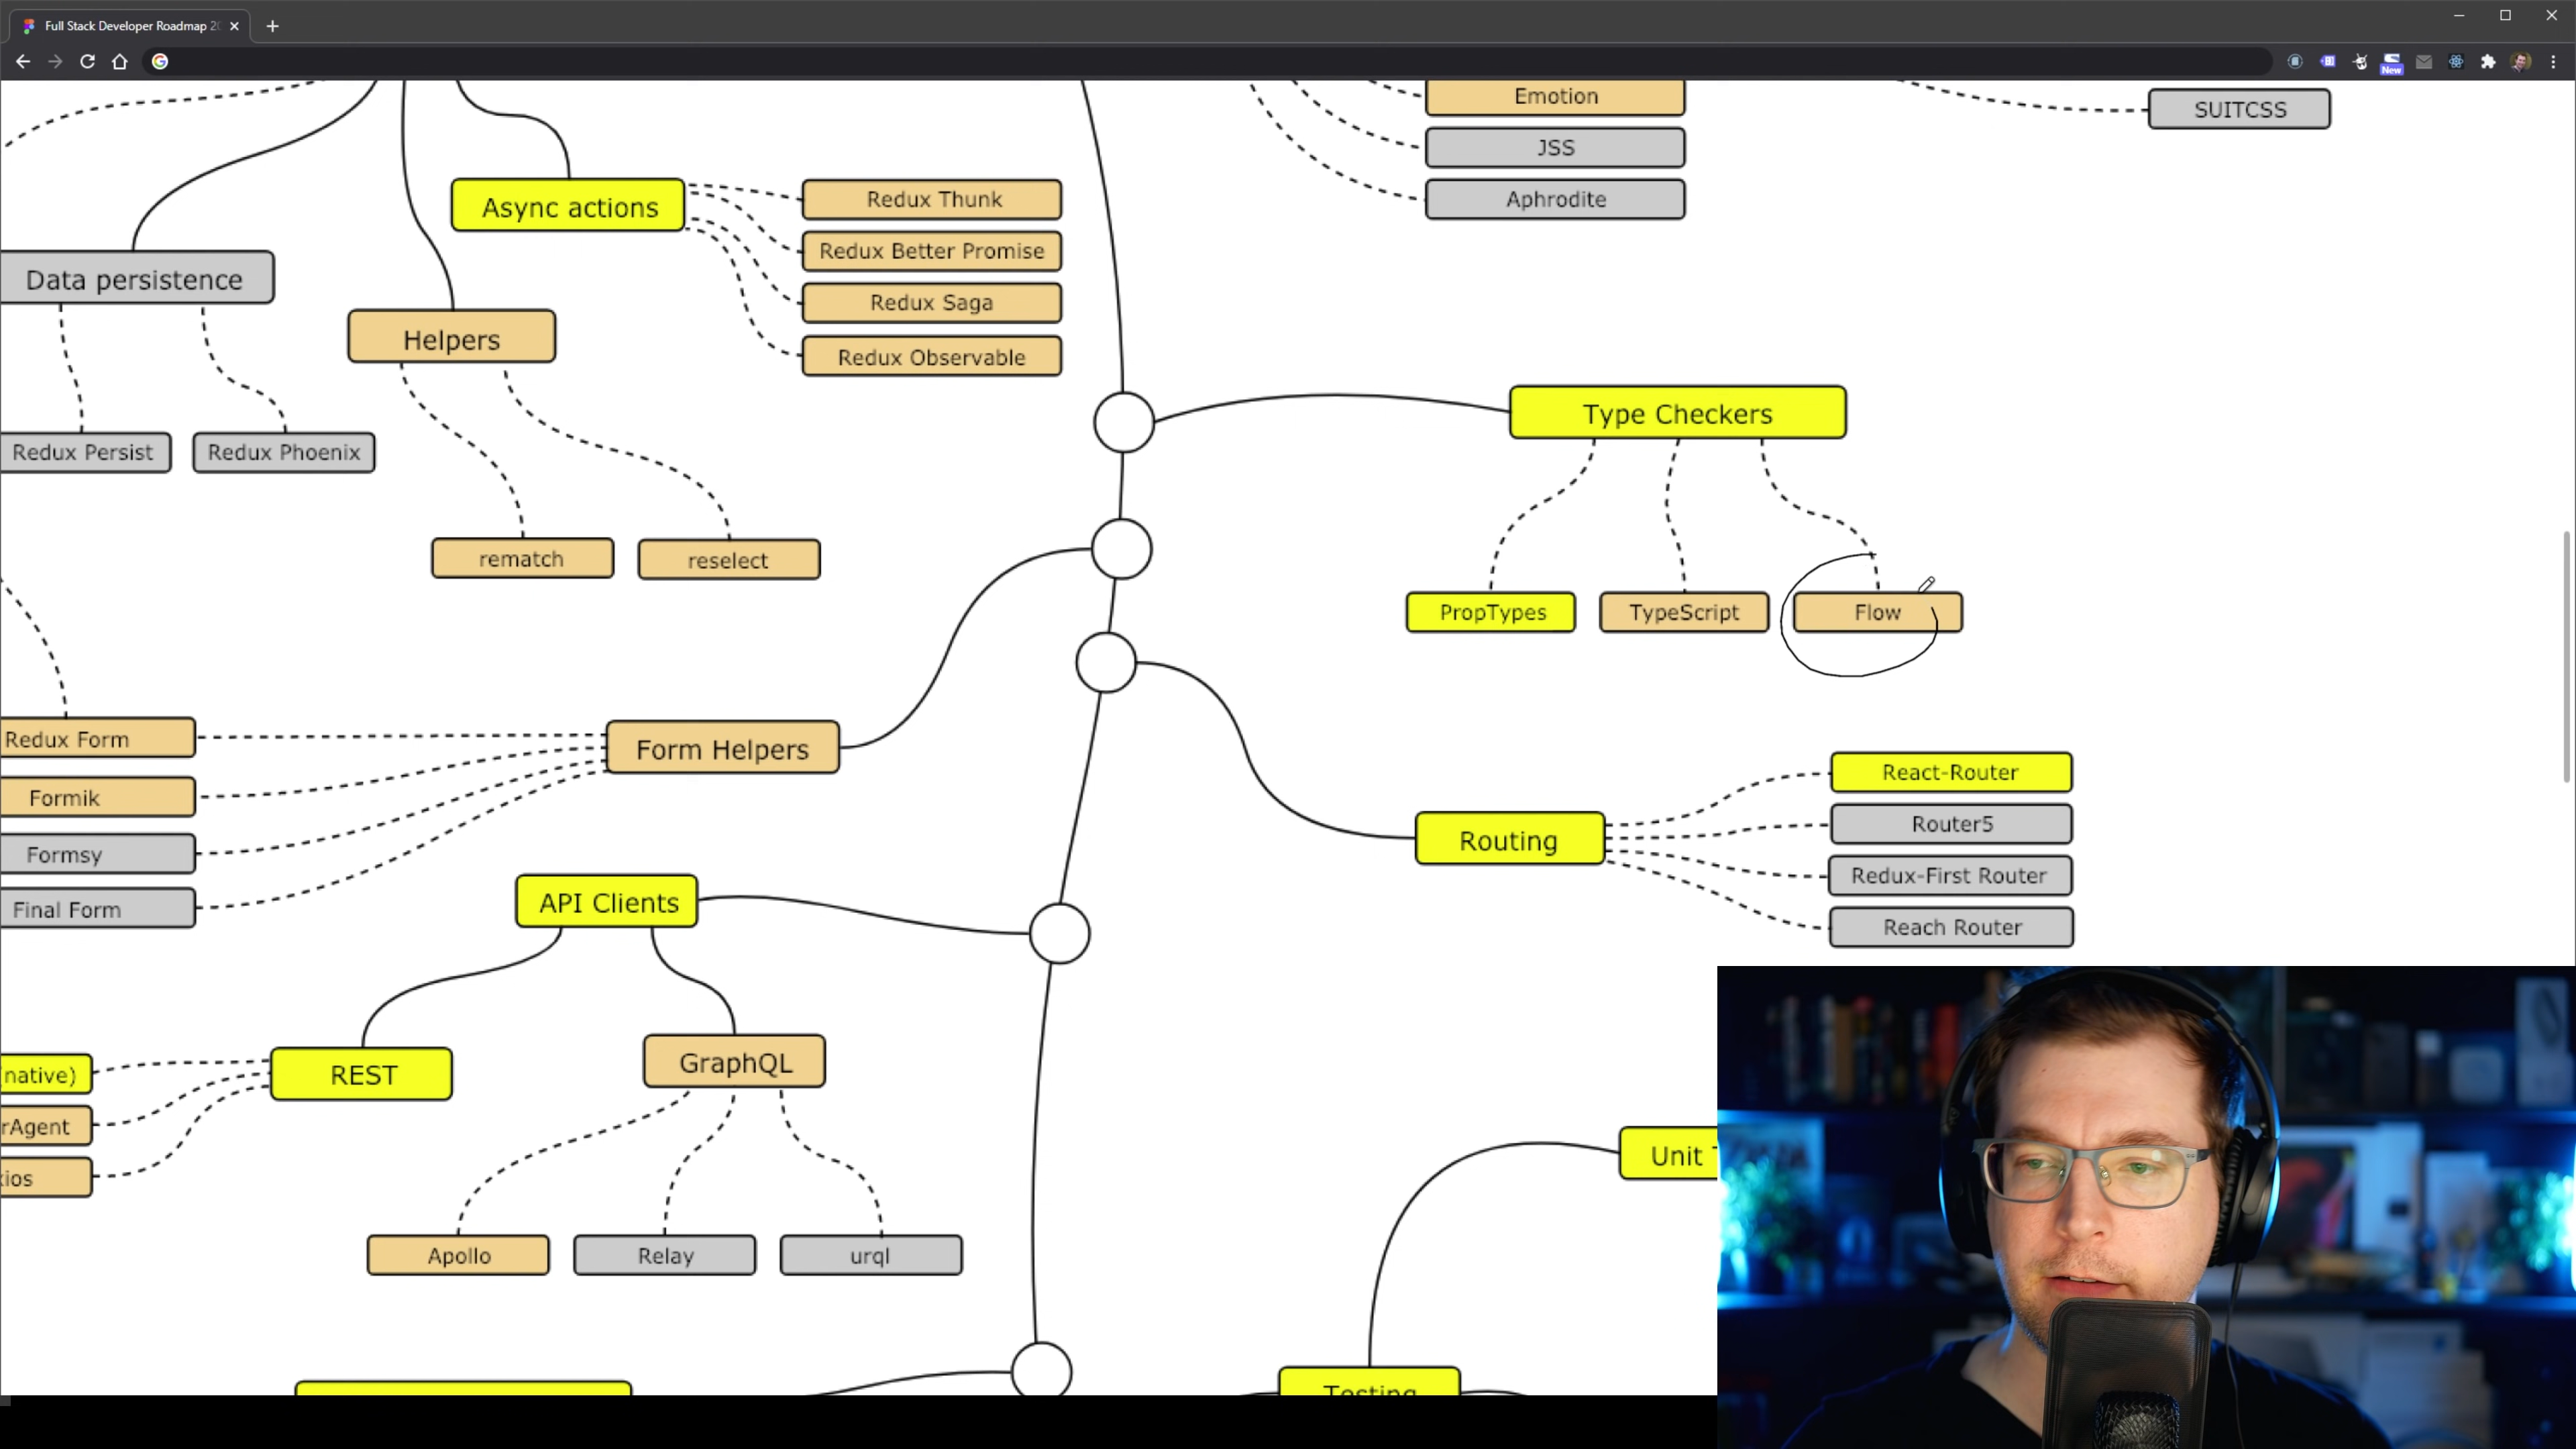 Full Stack Developer Roadmap 20
New
Emotion
SUITCSS
JSS
Aphrodite
Async actions
Redux Thunk
Redux Better Promise
Redux Saga
Redux Observable
Data persistence
Helpers
Type Checkers
Redux Persist
Redux Phoenix
rematch
reselect
PropTypes
TypeScript
Flow
Redux Form
Form Helpers
Formik
Formsy
Final Form
React-Router
Router5
Redux-First Router
Reach Router
Routing
API Clients
REST
GraphQL
native)
rAgent
ios
Apollo
Relay
urql
Unit
Testing